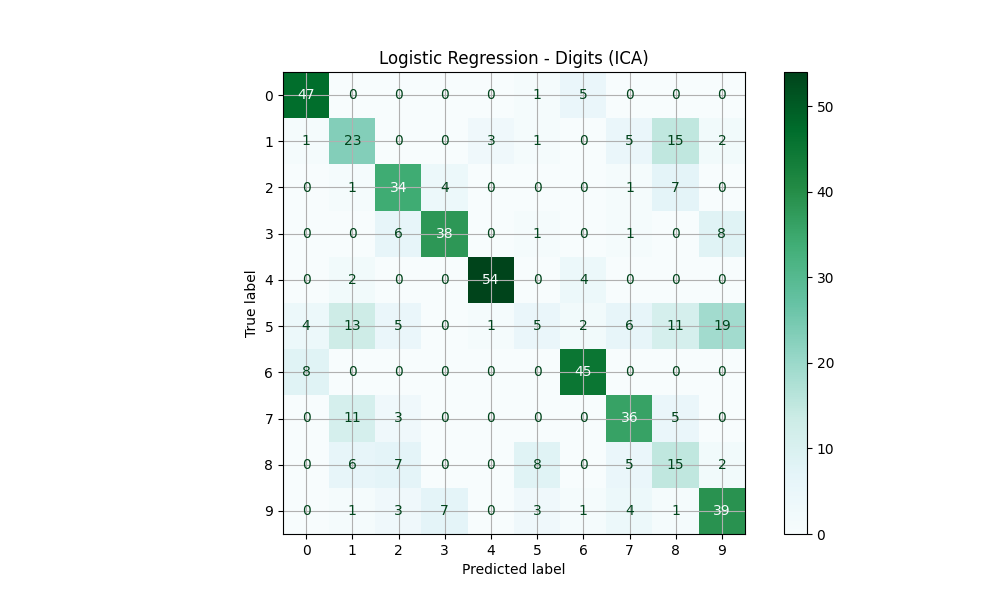 Logistic Regression - Digits (ICA)
True label
0 47 0 0 0 0 1 5 0 0 0
1 1 23 0 0 3 1 0 5 15 2
2 0 1 34 4 0 0 0 1 7 0
3 0 0 6 38 0 1 0 1 0 8
4 0 2 0 0 54 0 4 0 0 0
5 4 13 5 0 1 5 2 6 11 19
6 8 0 0 0 0 0 45 0 0 0
7 0 11 3 0 0 0 0 36 5 0
8 0 6 7 0 0 8 0 5 15 2
9 0 1 3 7 0 3 1 4 1 39
0 1 2 3 4 5 6 7 8 9
Predicted label
50
40
30
20
10
0